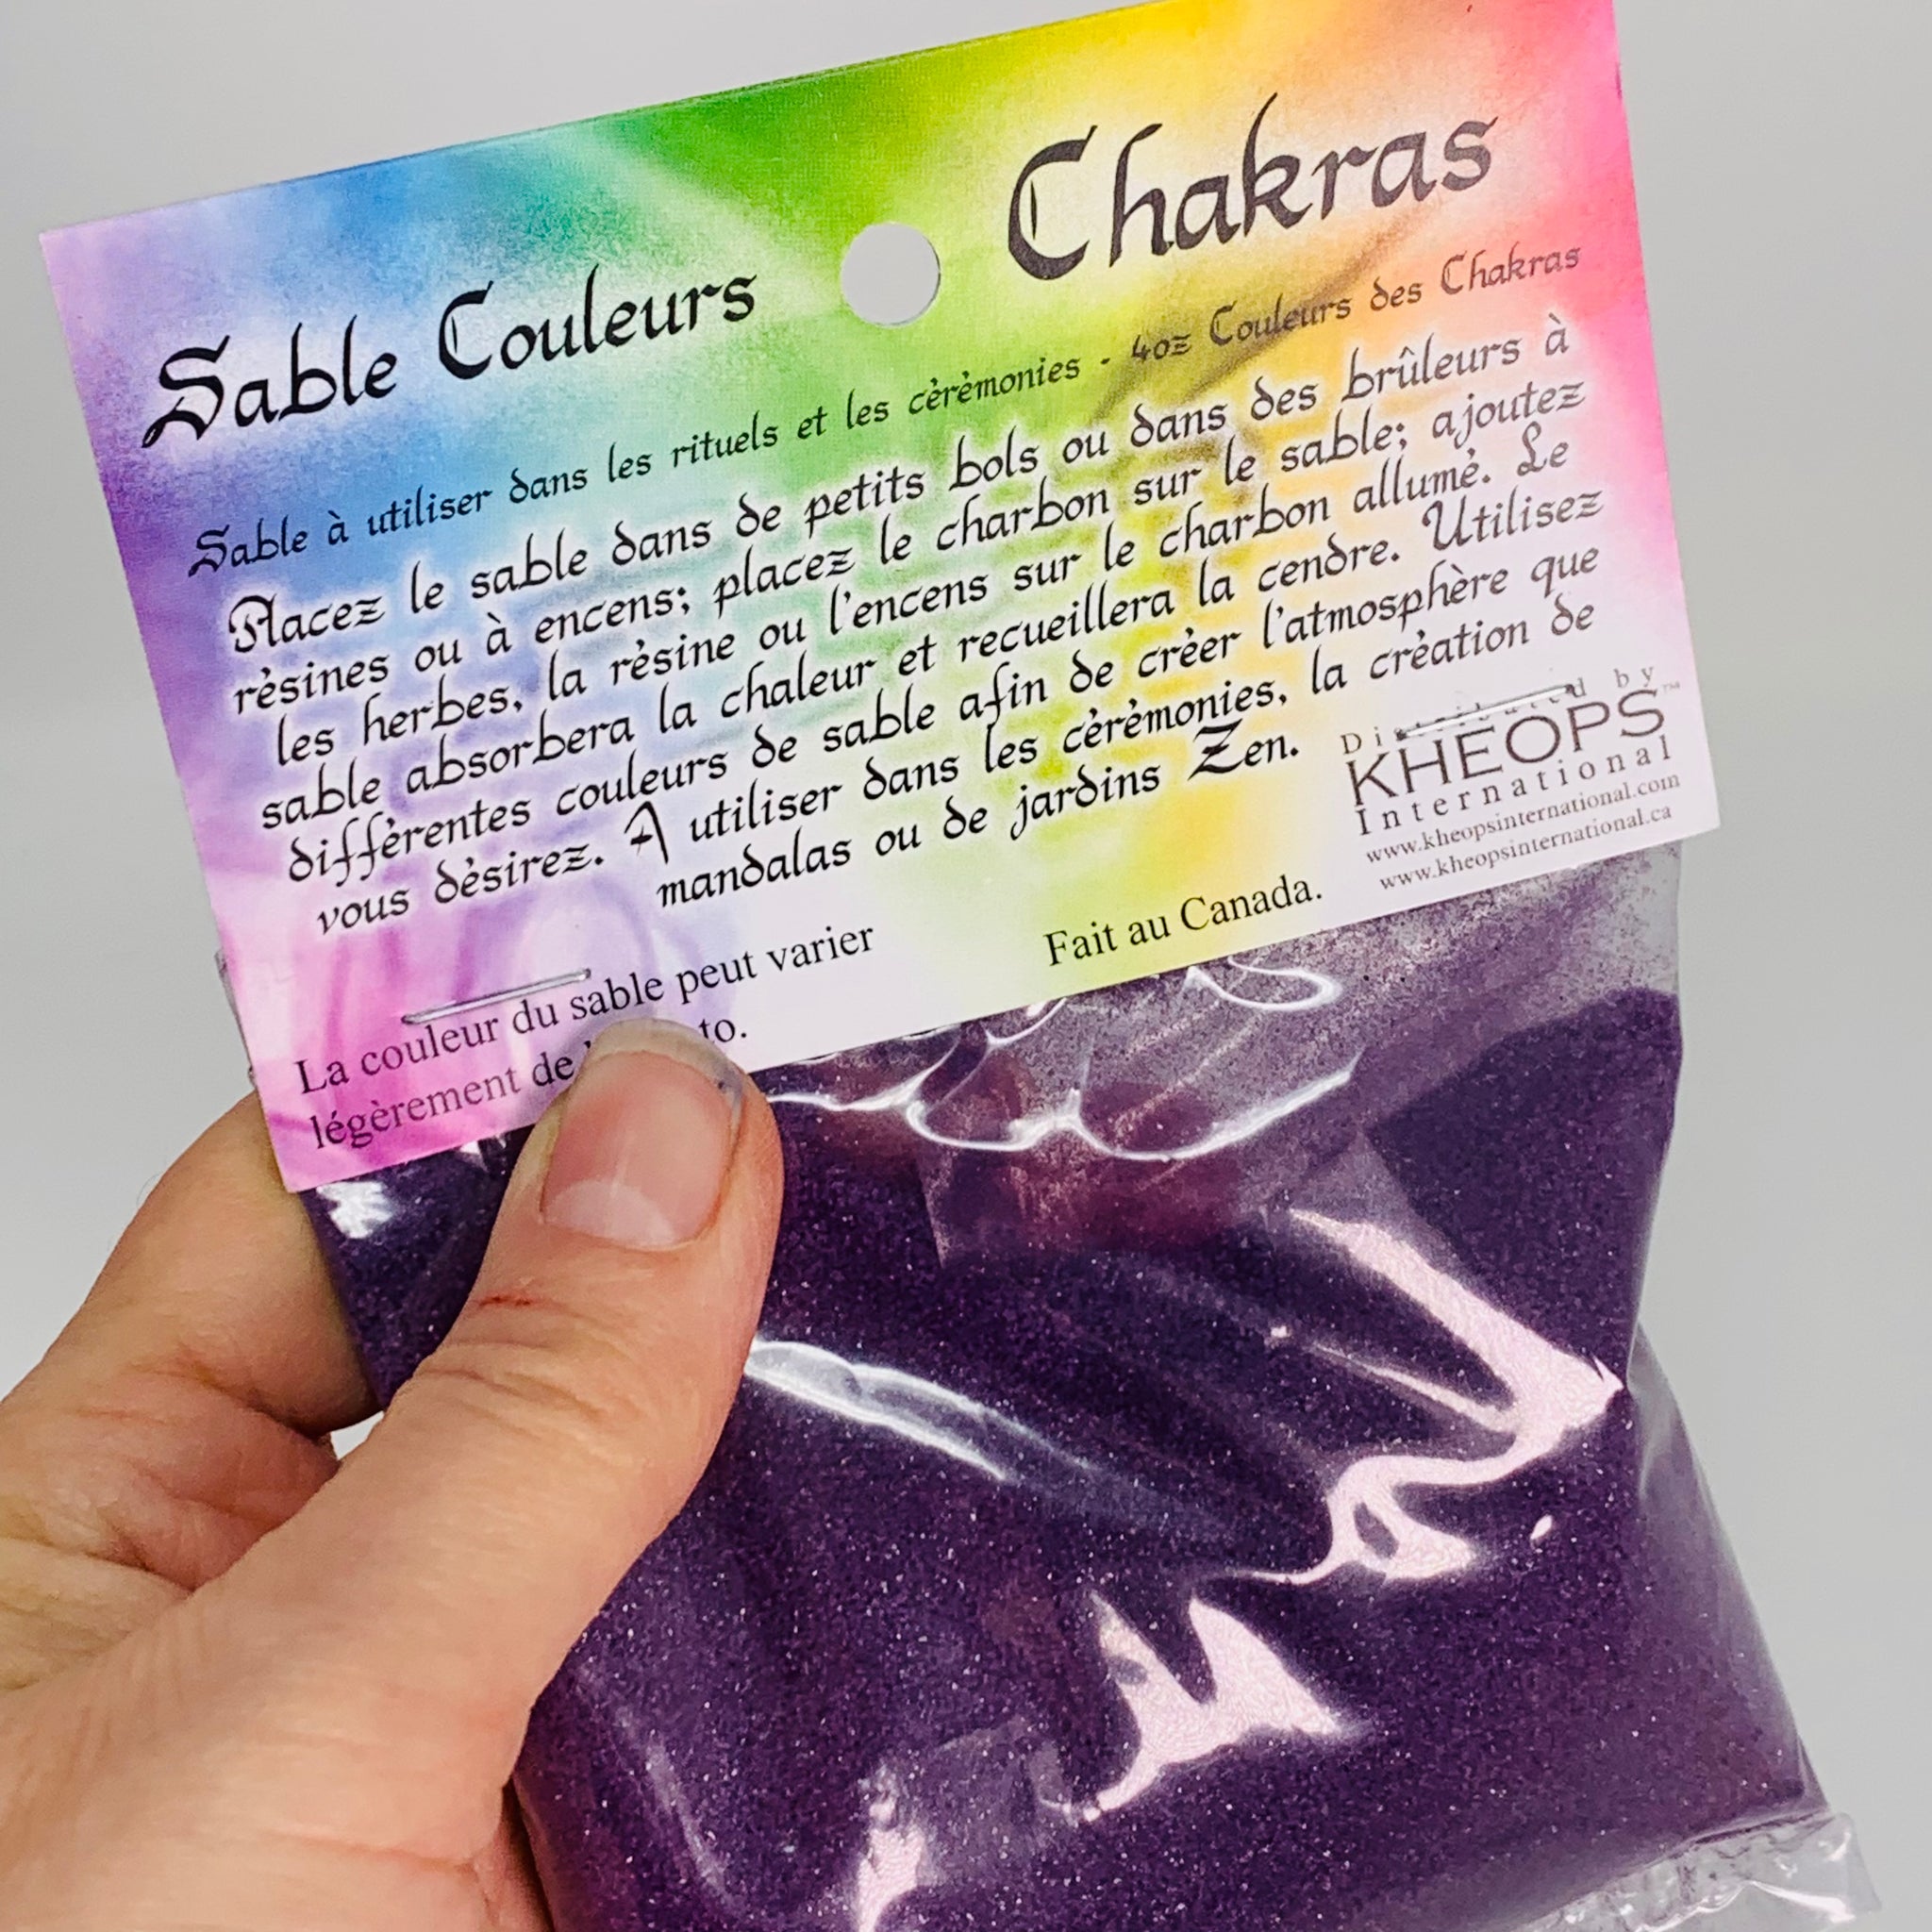 Sable Couleurs Chakras
Sable à utiliser dans les rituels et les cérémonies - 4oz Couleurs des Chakras
Placez le sable dans de petits bols ou dans des brûleurs à
résines ou à encens; placez le charbon sur le sable; ajoutez
les herbes, la résine ou l'encens sur le charbon allumé. Le
sable absorbera la chaleur et recueillera la cendre. Utilisez
différentes couleurs de sable afin de créer l'atmosphère que
vous désirez. A utiliser dans les cérémonies, la création de
mandalas ou de jardins Zen.
Distributed by
KHEOPS™
International
www.kheopsinternational.com
www.kheopsinternational.ca
Fait au Canada.
La couleur du sable peut varier
légèrement de to.